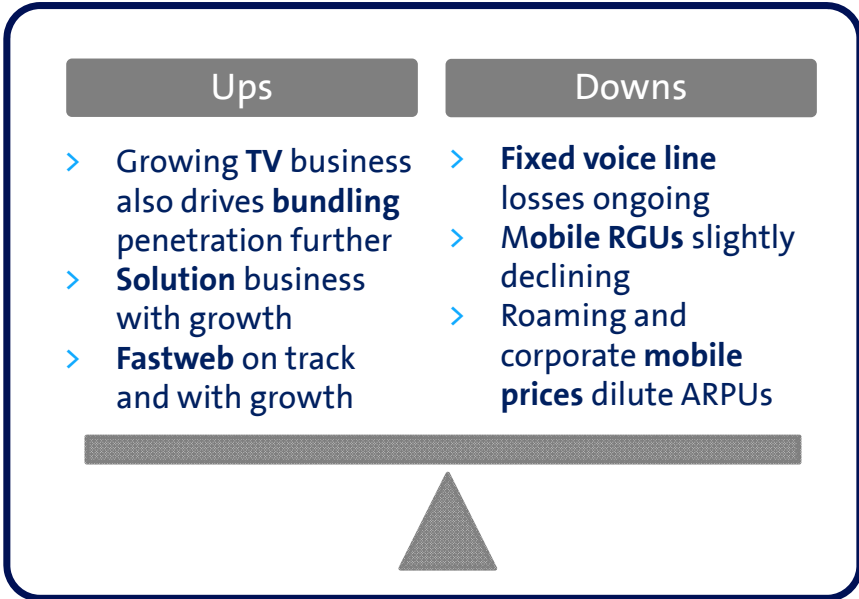 Ups
> Growing TV business
also drives bundling
penetration further
> Solution business
with growth
> Fastweb on track
and with growth
Downs
> Fixed voice line
losses ongoing
> Mobile RGUs slightly
declining
> Roaming and
corporate mobile
prices dilute ARPUs